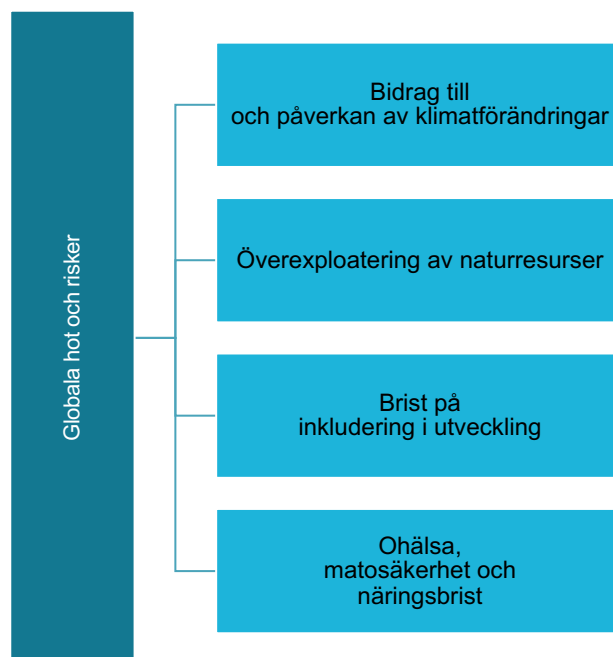 Globala hot och risker
Bidrag till
och påverkan av klimatförändringar
Överexploatering av naturresurser
Brist på
inkludering i utveckling
Ohälsa,
matosäkerhet och
näringsbrist